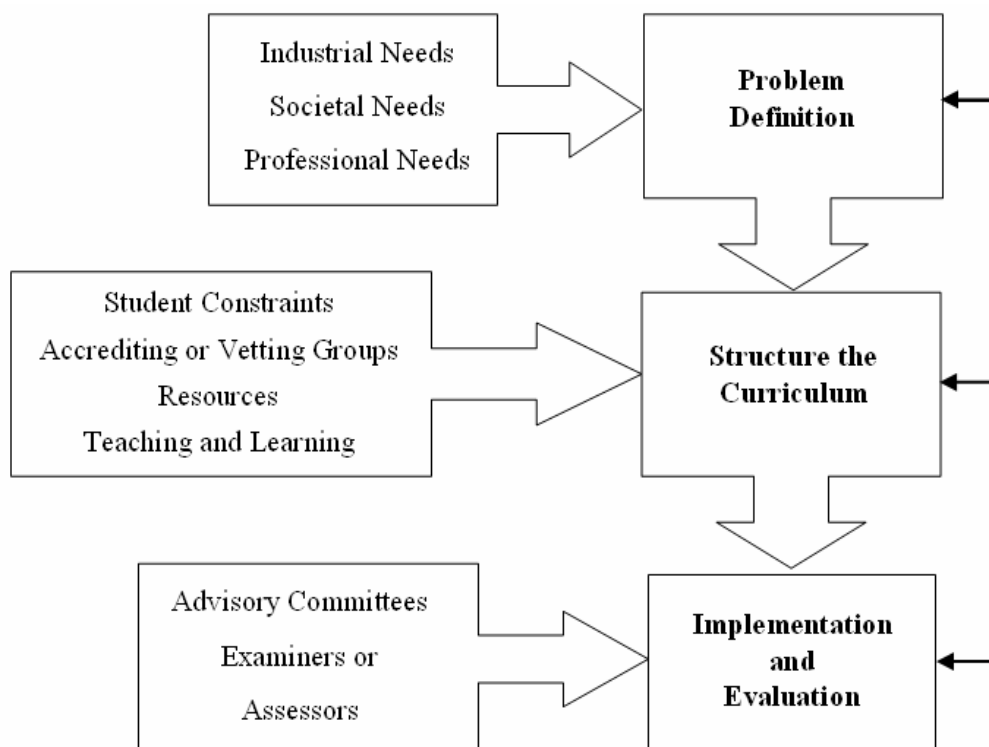 Industrial Needs
Societal Needs
Professional Needs
Problem
Definition
Student Constraints
Accrediting or Vetting Groups
Resources
Teaching and Learning
Structure the
Curriculum
Advisory Committees
Examiners or
Assessors
Implementation
and
Evaluation